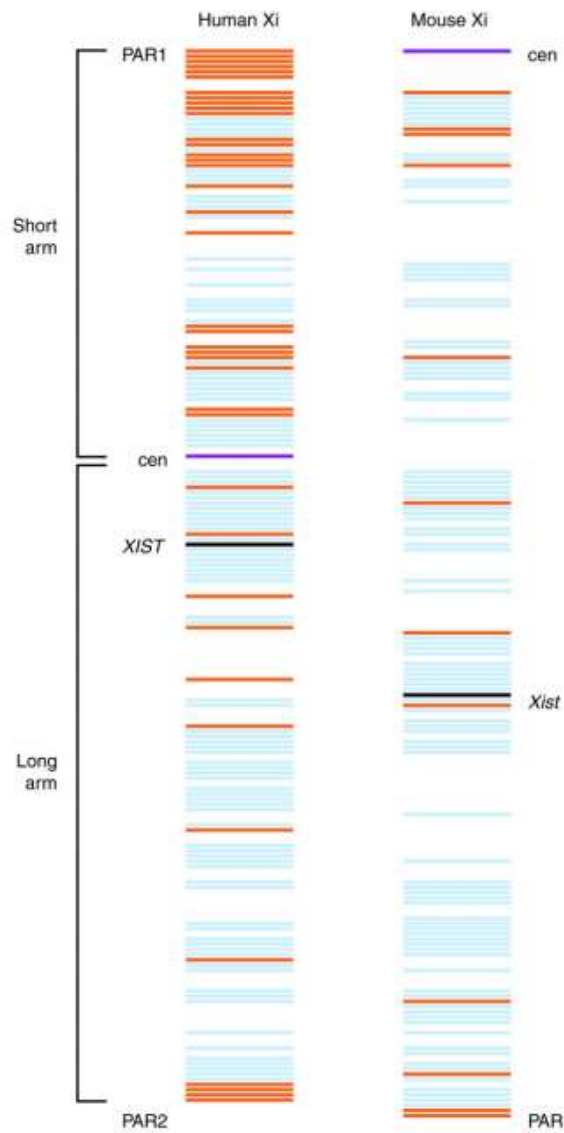 Human Xi
Mouse Xi
PAR1
cen
Short
arm
cen
XIST
Xist
Long
arm
PAR2
PAR